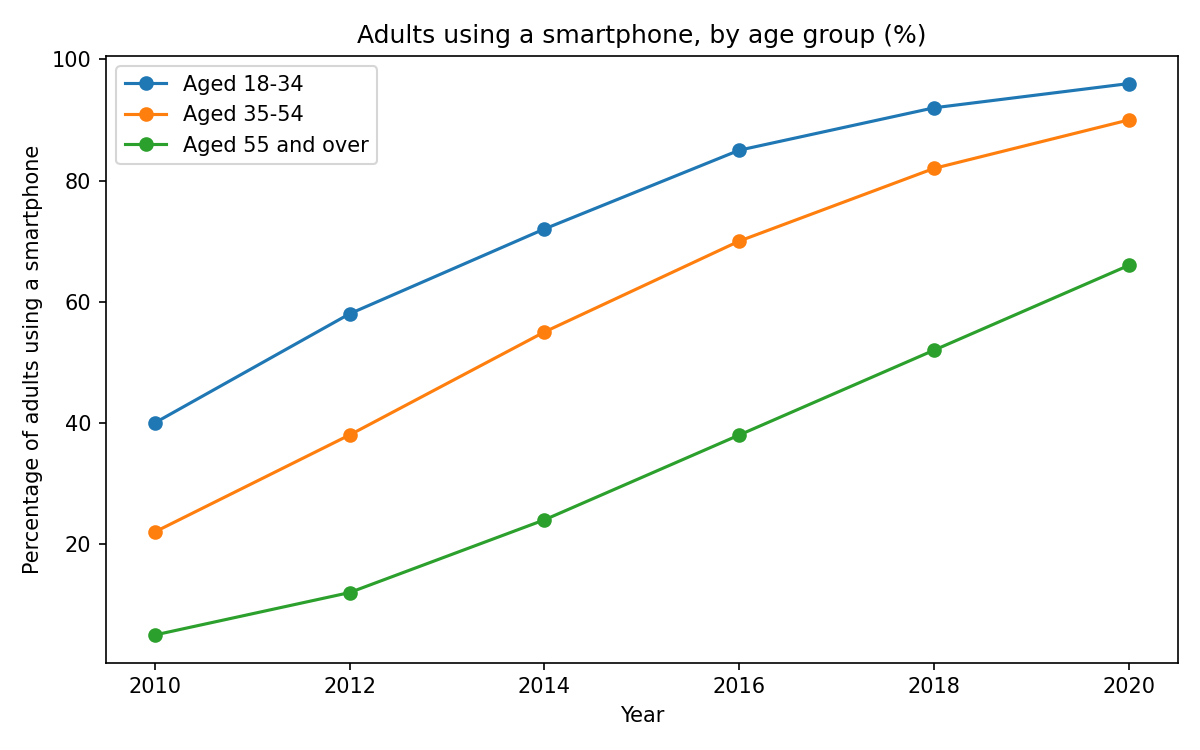 Adults using a smartphone, by age group (%)
Aged 18-34
Aged 35-54
Aged 55 and over
Percentage of adults using a smartphone
100
80
60
40
20
2010 2012 2014 2016 2018 2020
Year